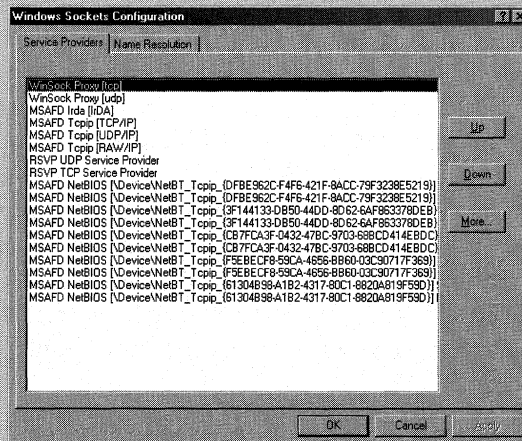 Windows Sockets Configuration
Service Providers
Name Resolution
WinSock Proxy [tcp]
WinSock Proxy [udp]
MSAFD Irda [IrDA]
MSAFD Tcpip [TCP/IP]
MSAFD Tcpip [UDP/IP]
MSAFD Tcpip [RAW/IP]
RSVP UDP Service Provider
RSVP TCP Service Provider
MSAFD NetBIOS [\Device\NetBT_Tcpip_{DFBE962C-F4F6-421F-8ACC-79F3238E5219}]
MSAFD NetBIOS [\Device\NetBT_Tcpip_{DFBE962C-F4F6-421F-8ACC-79F3238E5219}]
MSAFD NetBIOS [\Device\NetBT_Tcpip_{3F144133-DB50-44DD-8D62-6AF863378DEB}
MSAFD NetBIOS [\Device\NetBT_Tcpip_{3F144133-DB50-44DD-8D62-6AF863378DEB}
MSAFD NetBIOS [\Device\NetBT_Tcpip_{CB7FCA3F-0432-47BC-9703-68BCD414EBDC}
MSAFD NetBIOS [\Device\NetBT_Tcpip_{CB7FCA3F-0432-47BC-9703-68BCD414EBDC}
MSAFD NetBIOS [\Device\NetBT_Tcpip_{F5EBECF8-59CA-4656-BB60-03C90717F369}]
MSAFD NetBIOS [\Device\NetBT_Tcpip_{F5EBECF8-59CA-4656-BB60-03C90717F369}]
MSAFD NetBIOS [\Device\NetBT_Tcpip_{61304B98-A1B2-4317-80C1-8820A819F59D}]
MSAFD NetBIOS [\Device\NetBT_Tcpip_{61304B98-A1B2-4317-80C1-8820A819F59D}]
Up
Down
More...
OK
Cancel
Apply